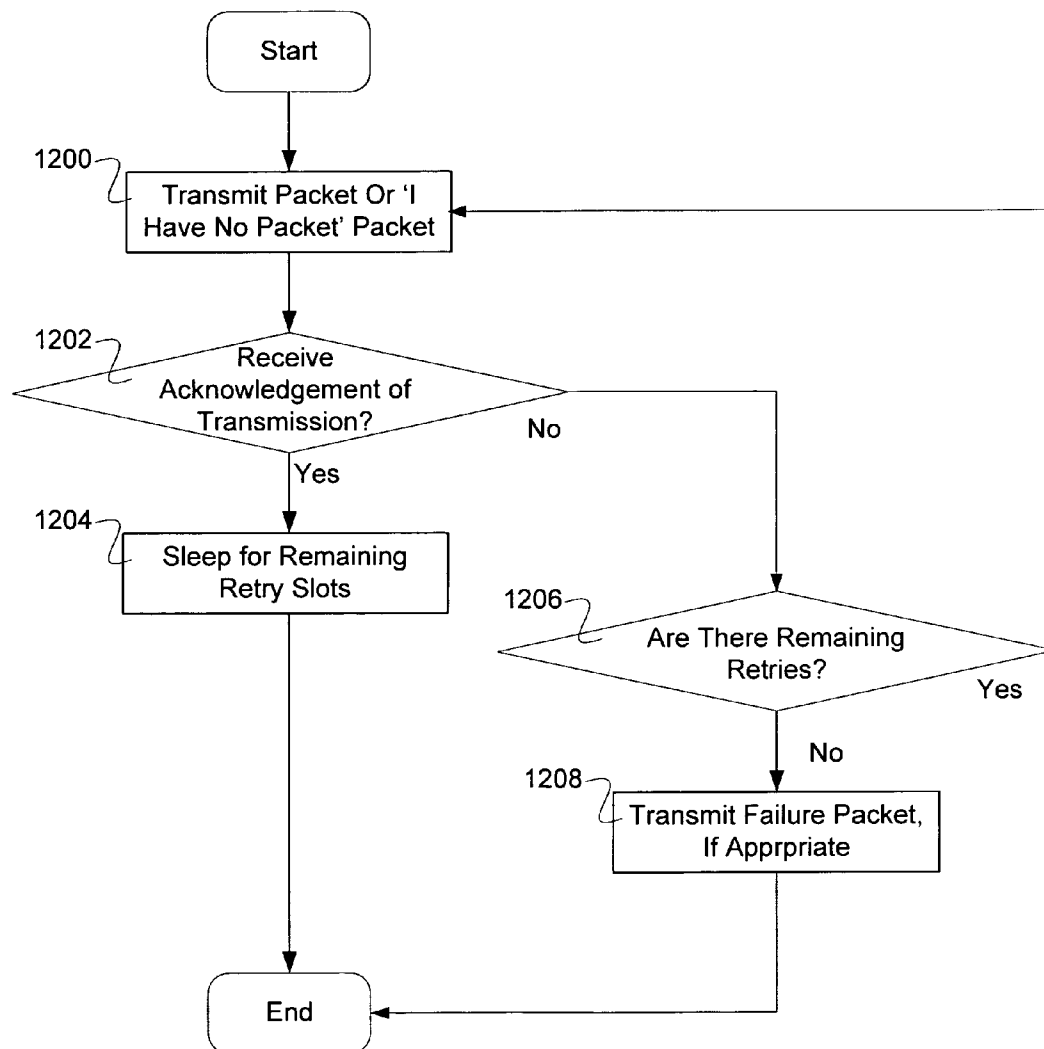 Start
1200
Transmit Packet Or ‘I
Have No Packet’ Packet
1202
Receive
Acknowledgement of
Transmission?
No
Yes
1204
Sleep for Remaining
Retry Slots
1206
Are There Remaining
Retries?
Yes
No
1208
Transmit Failure Packet,
If Apprpriate
End